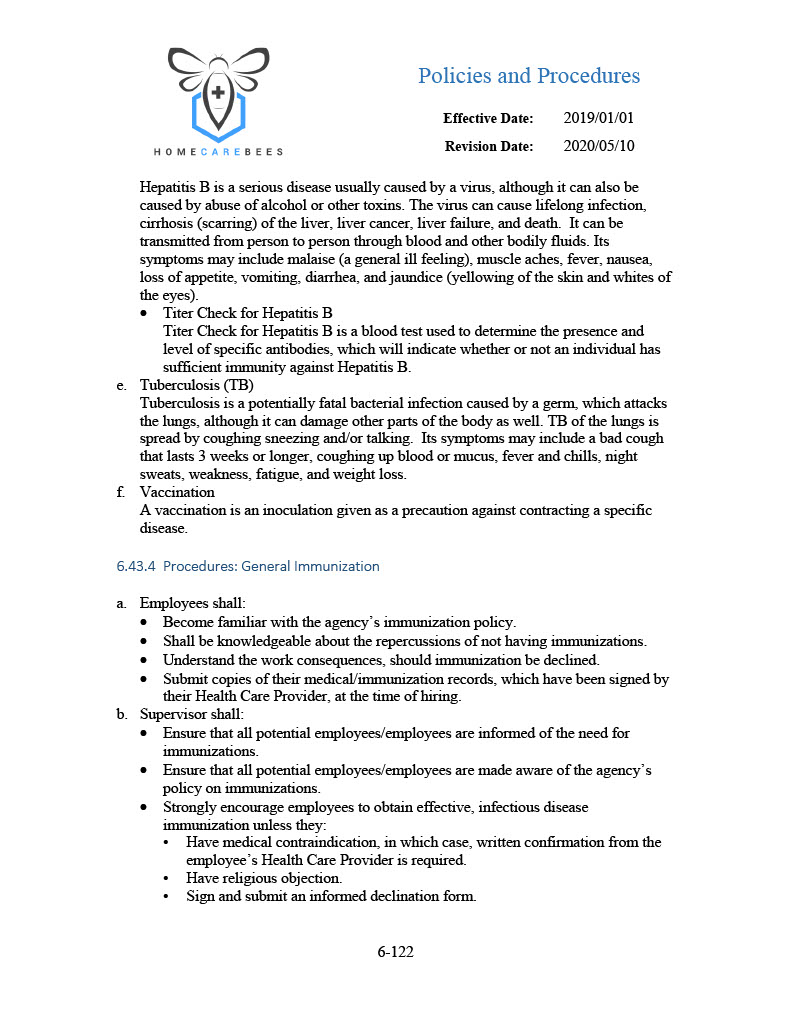 Policies and Procedures
Effective Date: 2019/01/01
Revision Date: 2020/05/10
HOMECAREBEES
Hepatitis B is a serious disease usually caused by a virus, although it can also be
caused by abuse of alcohol or other toxins. The virus can cause lifelong infection,
cirrhosis (scarring) of the liver, liver cancer, liver failure, and death.  It can be
transmitted from person to person through blood and other bodily fluids. Its
symptoms may include malaise (a general ill feeling), muscle aches, fever, nausea,
loss of appetite, vomiting, diarrhea, and jaundice (yellowing of the skin and whites of
the eyes).
• Titer Check for Hepatitis B
Titer Check for Hepatitis B is a blood test used to determine the presence and
level of specific antibodies, which will indicate whether or not an individual has
sufficient immunity against Hepatitis B.
e. Tuberculosis (TB)
Tuberculosis is a potentially fatal bacterial infection caused by a germ, which attacks
the lungs, although it can damage other parts of the body as well. TB of the lungs is
spread by coughing sneezing and/or talking.  Its symptoms may include a bad cough
that lasts 3 weeks or longer, coughing up blood or mucus, fever and chills, night
sweats, weakness, fatigue, and weight loss.
f. Vaccination
A vaccination is an inoculation given as a precaution against contracting a specific
disease.
6.43.4 Procedures: General Immunization
a. Employees shall:
• Become familiar with the agency’s immunization policy.
• Shall be knowledgeable about the repercussions of not having immunizations.
• Understand the work consequences, should immunization be declined.
• Submit copies of their medical/immunization records, which have been signed by
their Health Care Provider, at the time of hiring.
b. Supervisor shall:
• Ensure that all potential employees/employees are informed of the need for
immunizations.
• Ensure that all potential employees/employees are made aware of the agency’s
policy on immunizations.
• Strongly encourage employees to obtain effective, infectious disease
immunization unless they:
• Have medical contraindication, in which case, written confirmation from the
employee’s Health Care Provider is required.
• Have religious objection.
• Sign and submit an informed declination form.
6-122